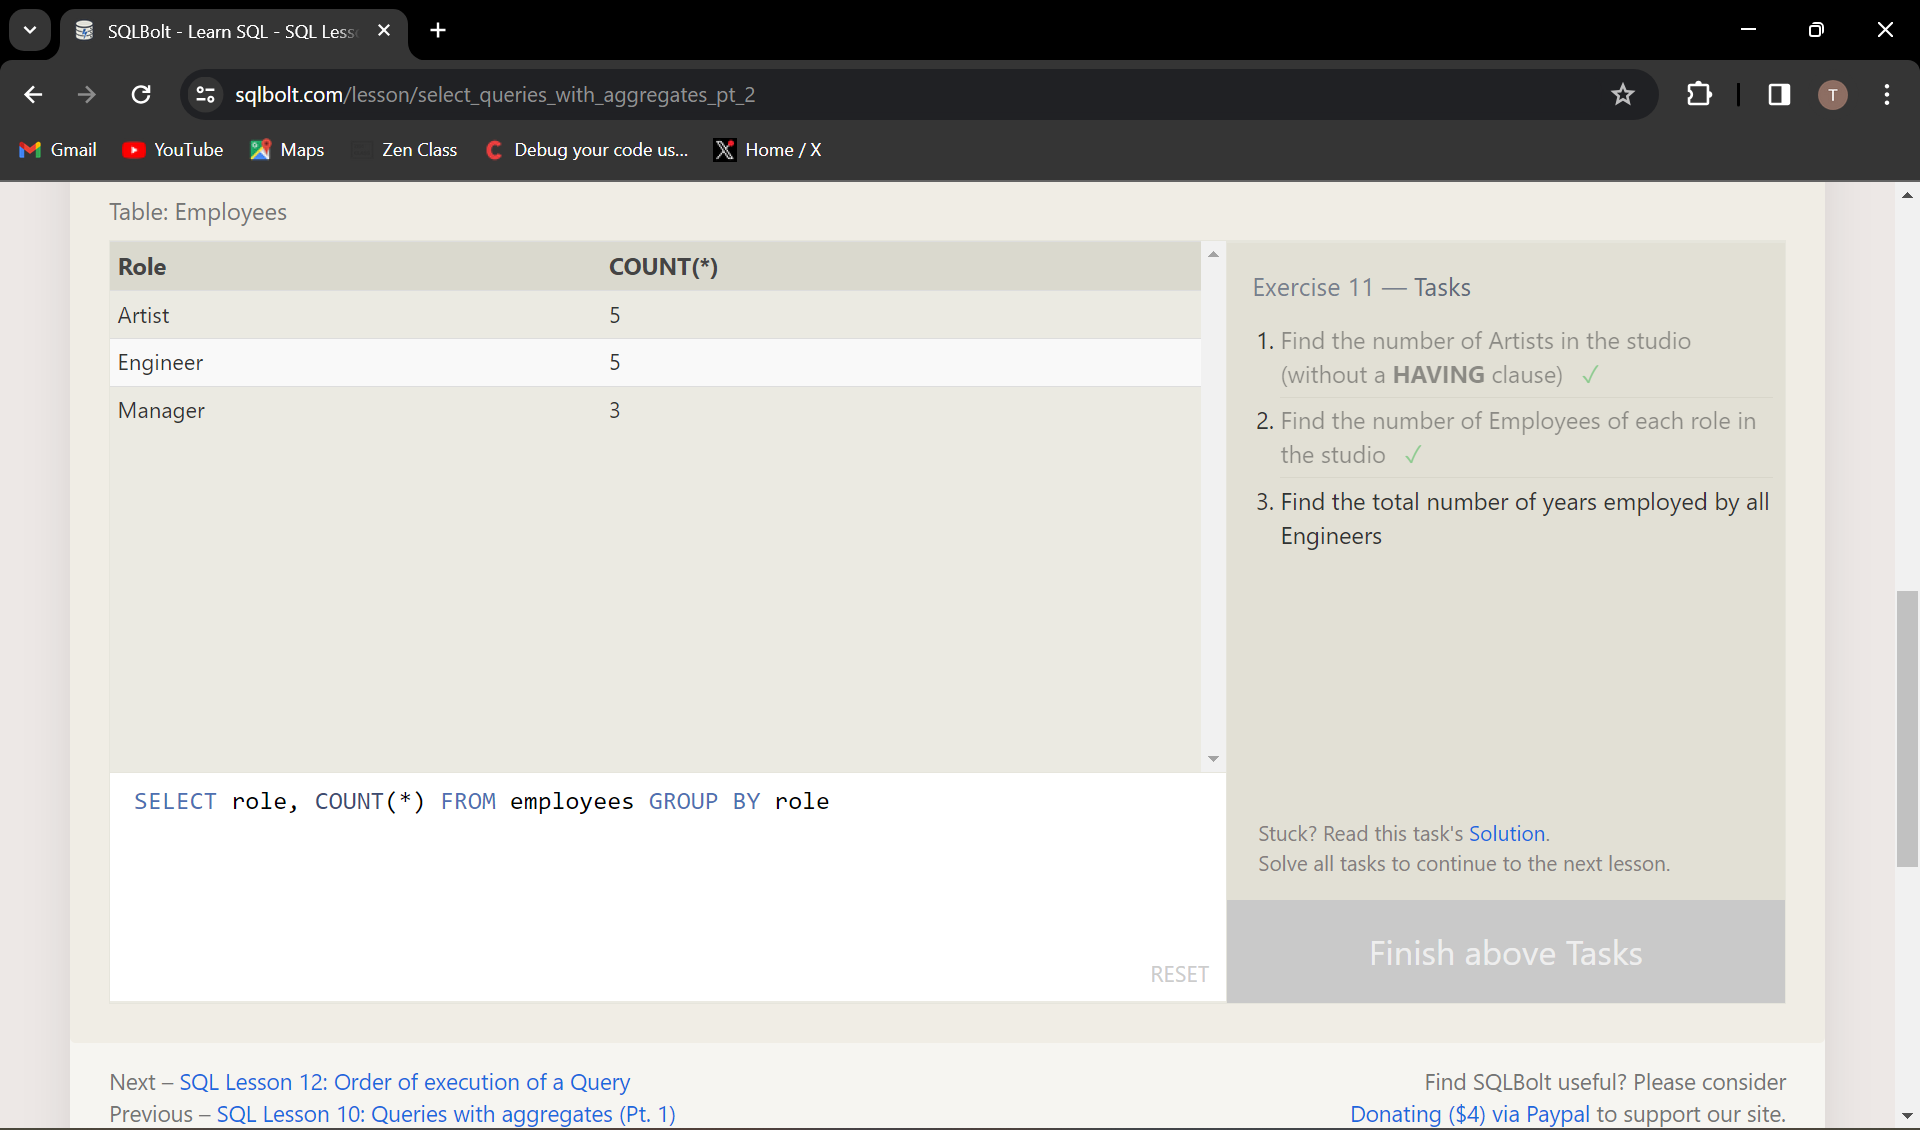 SQLBolt - Learn SQL - SQL Less
sqlbolt.com/lesson/select_queries_with_aggregates_pt_2
T
Gmail YouTube Maps Zen Class Debug your code us... Home / X
Table: Employees
Role COUNT(*)
Artist 5
Engineer 5
Manager 3
SELECT role, COUNT(*) FROM employees GROUP BY role
RESET
Exercise 11 — Tasks
1. Find the number of Artists in the studio
(without a HAVING clause) ✓
2. Find the number of Employees of each role in
the studio ✓
3. Find the total number of years employed by all
Engineers
Stuck? Read this task's Solution.
Solve all tasks to continue to the next lesson.
Finish above Tasks
Next – SQL Lesson 12: Order of execution of a Query
Previous – SQL Lesson 10: Queries with aggregates (Pt. 1)
Find SQLBolt useful? Please consider
Donating ($4) via Paypal to support our site.